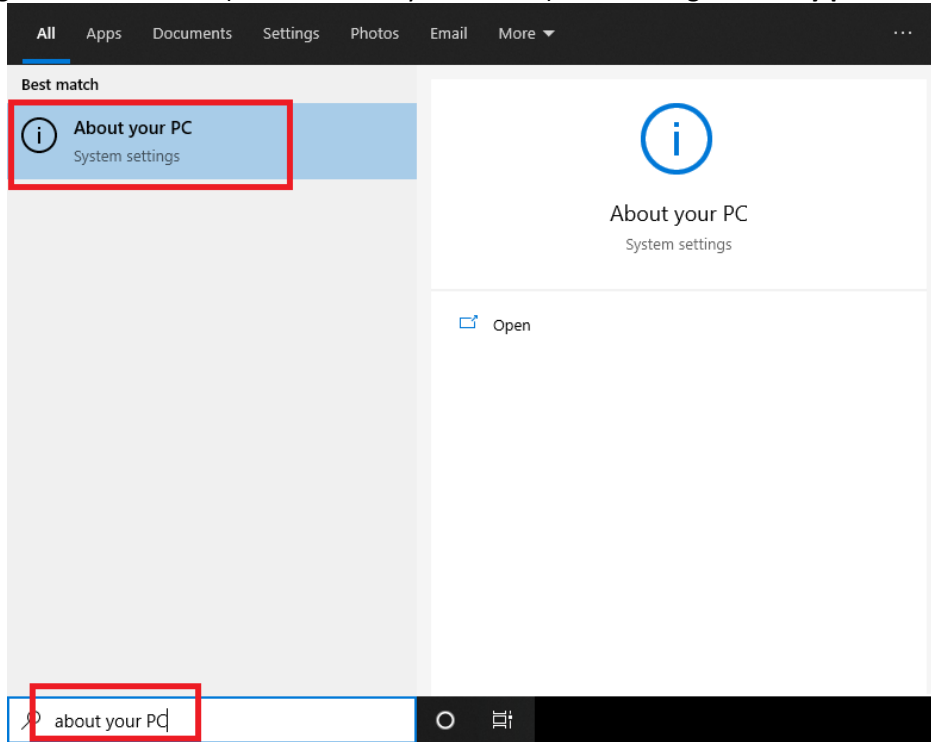 All Apps Documents Settings Photos Email More
Best match
About your PC
System settings
About your PC
System settings
Open
about your PC